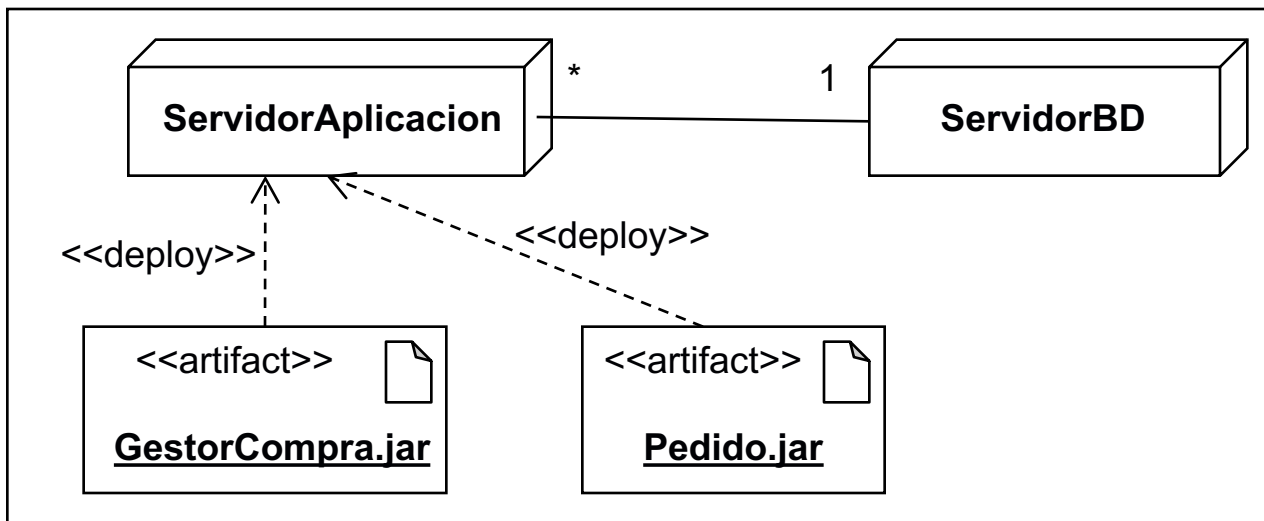 * 1
ServidorAplicacion ServidorBD
<<deploy>> <<deploy>>
<<artifact>> <<artifact>>
GestorCompra.jar Pedido.jar